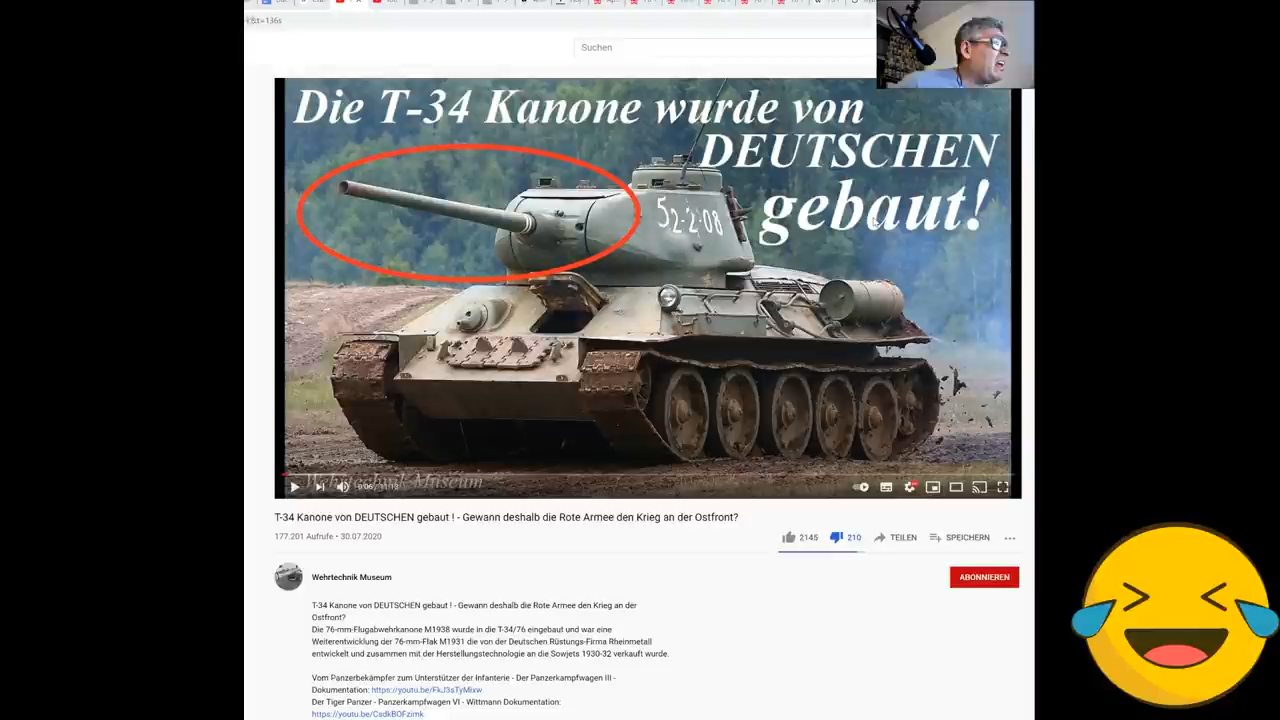 &t=136s
Suchen
Die T-34 Kanone wurde von
DEUTSCHEN
gebaut!
52-2-08
Wehrtechnik Museum
T-34 Kanone von DEUTSCHEN gebaut ! - Gewann deshalb die Rote Armee den Krieg an der Ostfront?
177.201 Aufrufe • 30.07.2020
2145 210 TEILEN SPEICHERN
Wehrtechnik Museum
ABONNIEREN
T-34 Kanone von DEUTSCHEN gebaut ! - Gewann deshalb die Rote Armee den Krieg an der
Ostfront?
Die 76-mm-Flugabwehrkanone M1938 wurde in die T-34/76 eingebaut und war eine
Weiterentwicklung der 76-mm-Flak M1931 die von der Deutschen Rüstungs-Firma Rheinmetall
entwickelt und zusammen mit der Herstellungstechnologie an die Sowjets 1930-32 verkauft wurde.
Vom Panzerbekämpfer zum Unterstützer der Infanterie - Der Panzerkampfwagen III -
Dokumentation: https://youtu.be/FkJ3sTyMixw
Der Tiger Panzer - Panzerkampfwagen VI - Wittmann Dokumentation:
https://youtu.be/CsdkBOFzimk